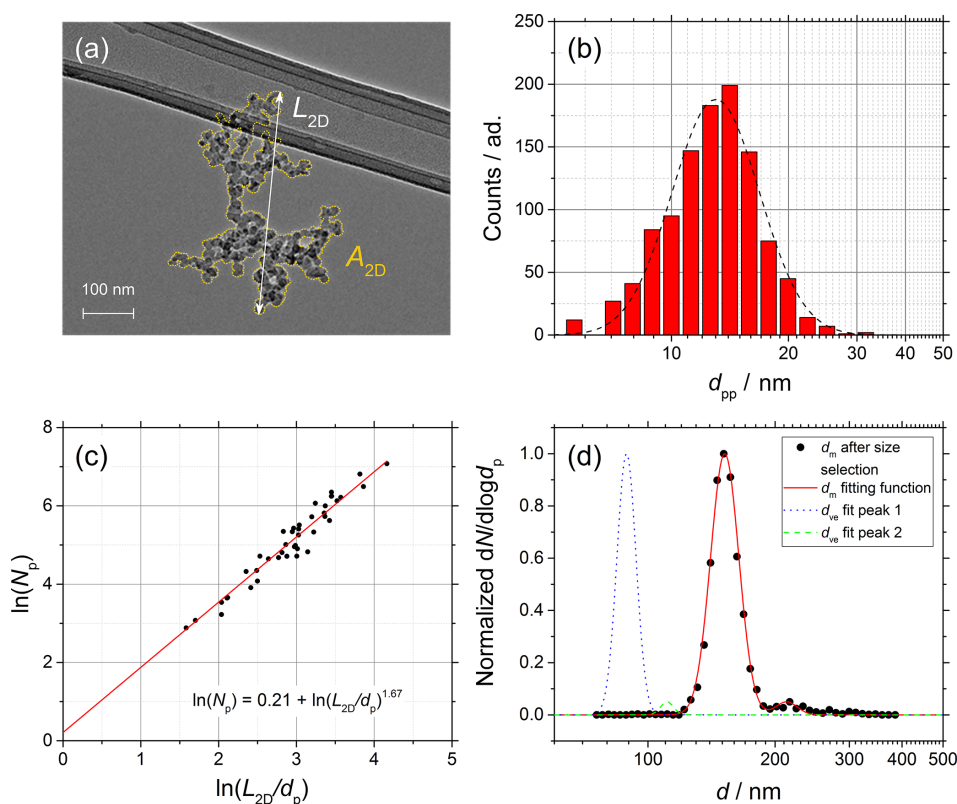 (a)
L2D
A2D
100 nm
(b)
Counts / ad.
250
200
150
100
50
0
10
20
30
40
50
dpp / nm
(c)
ln(Np)
8
6
4
2
0
0
1
2
3
4
5
ln(Np) = 0.21 + ln(L2D/dp)^1.67
ln(L2D/dp)
(d)
Normalized dN/dlogdp
1.0
0.8
0.6
0.4
0.2
0.0
dm after size
selection
dm fitting function
dve fit peak 1
dve fit peak 2
100
200
300
400
500
d / nm